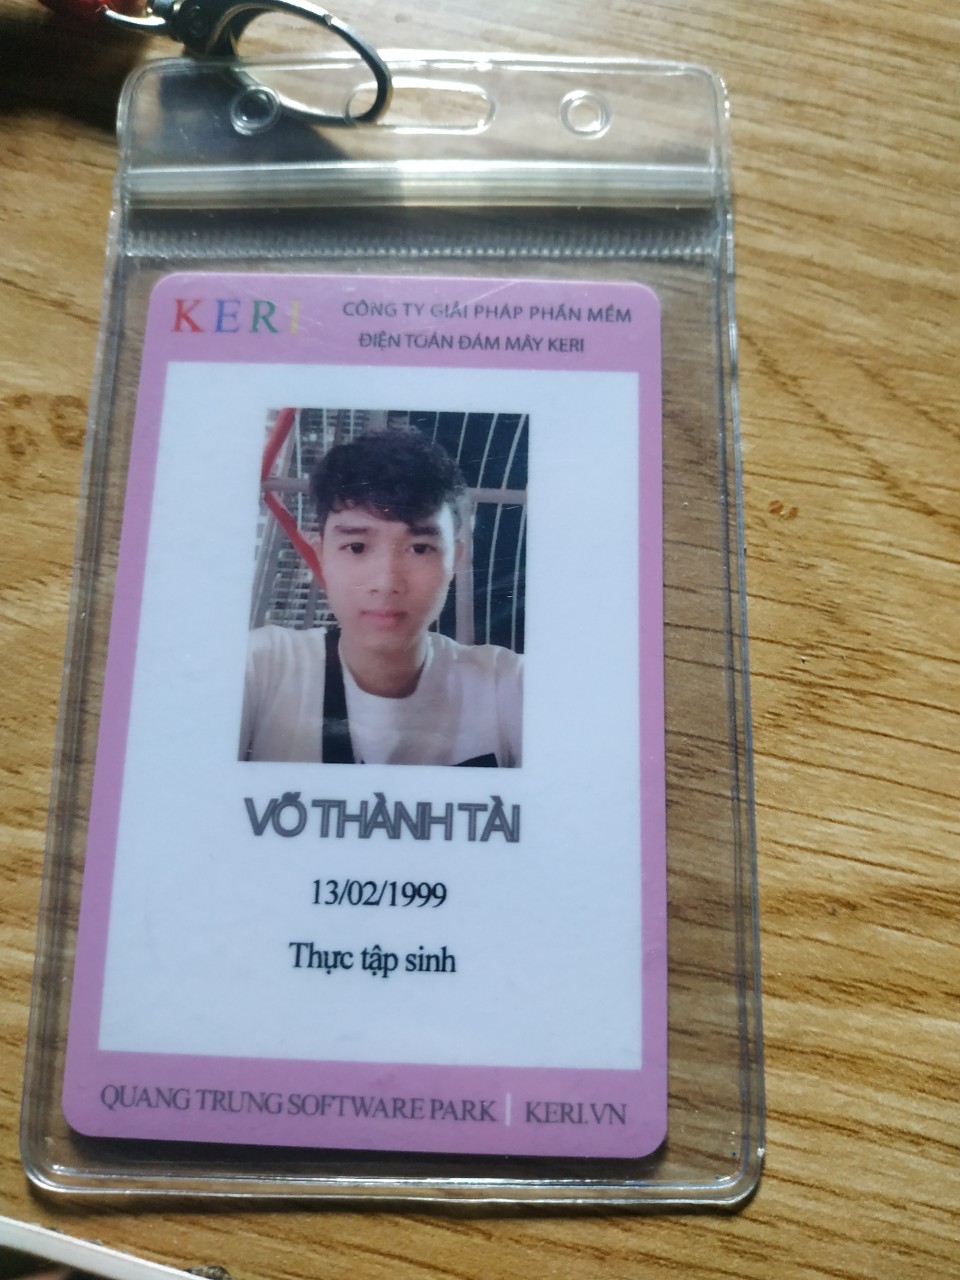 KERI
CÔNG TY GIẢI PHÁP PHẦN MỀM
ĐIỆN TOÁN ĐÁM MÂY KERI
VÕ THÀNH TÀI
13/02/1999
Thực tập sinh
QUANG TRUNG SOFTWARE PARK | KERI.VN